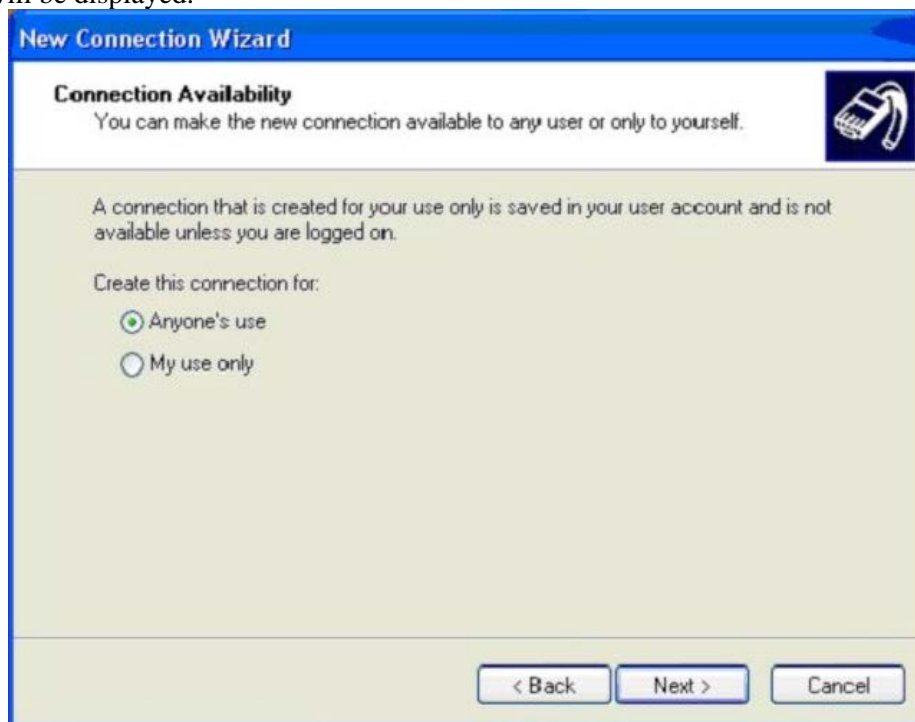 be displayed.
New Connection Wizard
Connection Availability
You can make the new connection available to any user or only to yourself.
A connection that is created for your use only is saved in your user account and is not
available unless you are logged on.
Create this connection for:
Anyone's use
My use only
< Back
Next >
Cancel